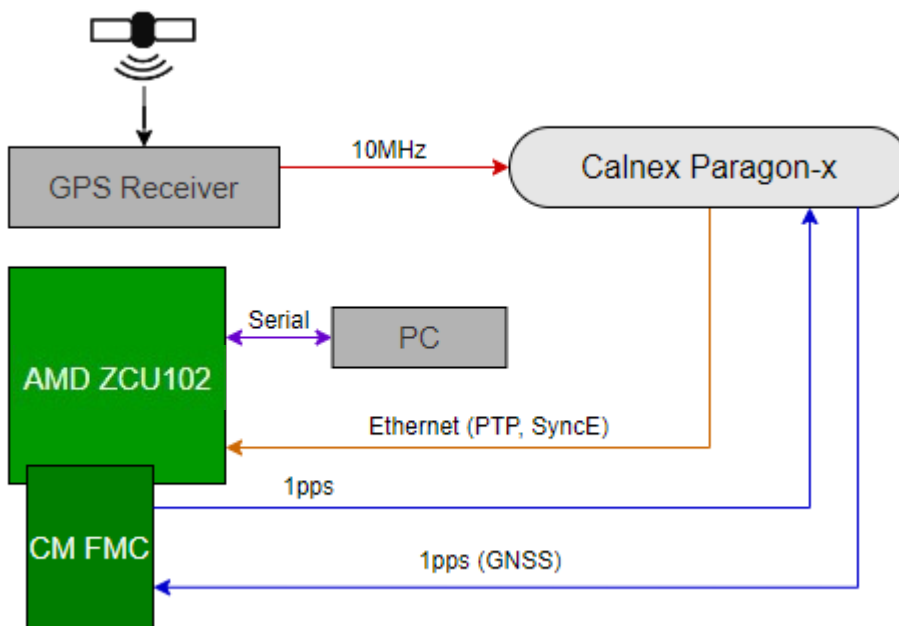 10MHz
GPS Receiver
Calnex Paragon-x
Serial
PC
AMD ZCU102
Ethernet (PTP, SyncE)
1pps
CM FMC
1pps (GNSS)